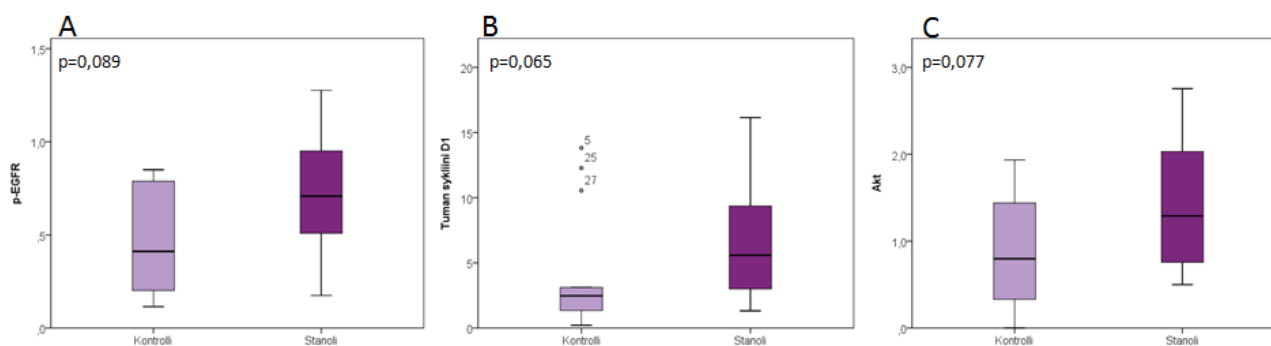 A
p=0,089
1,5
1,0
,5
,0
p-EGFR
Kontrolli
Stanoli
B
p=0,065
20
15
10
5
0
Tuman sykliini D1
5
25
27
Kontrolli
Stanoli
C
p=0,077
3,0
2,0
1,0
,0
Akt
Kontrolli
Stanoli